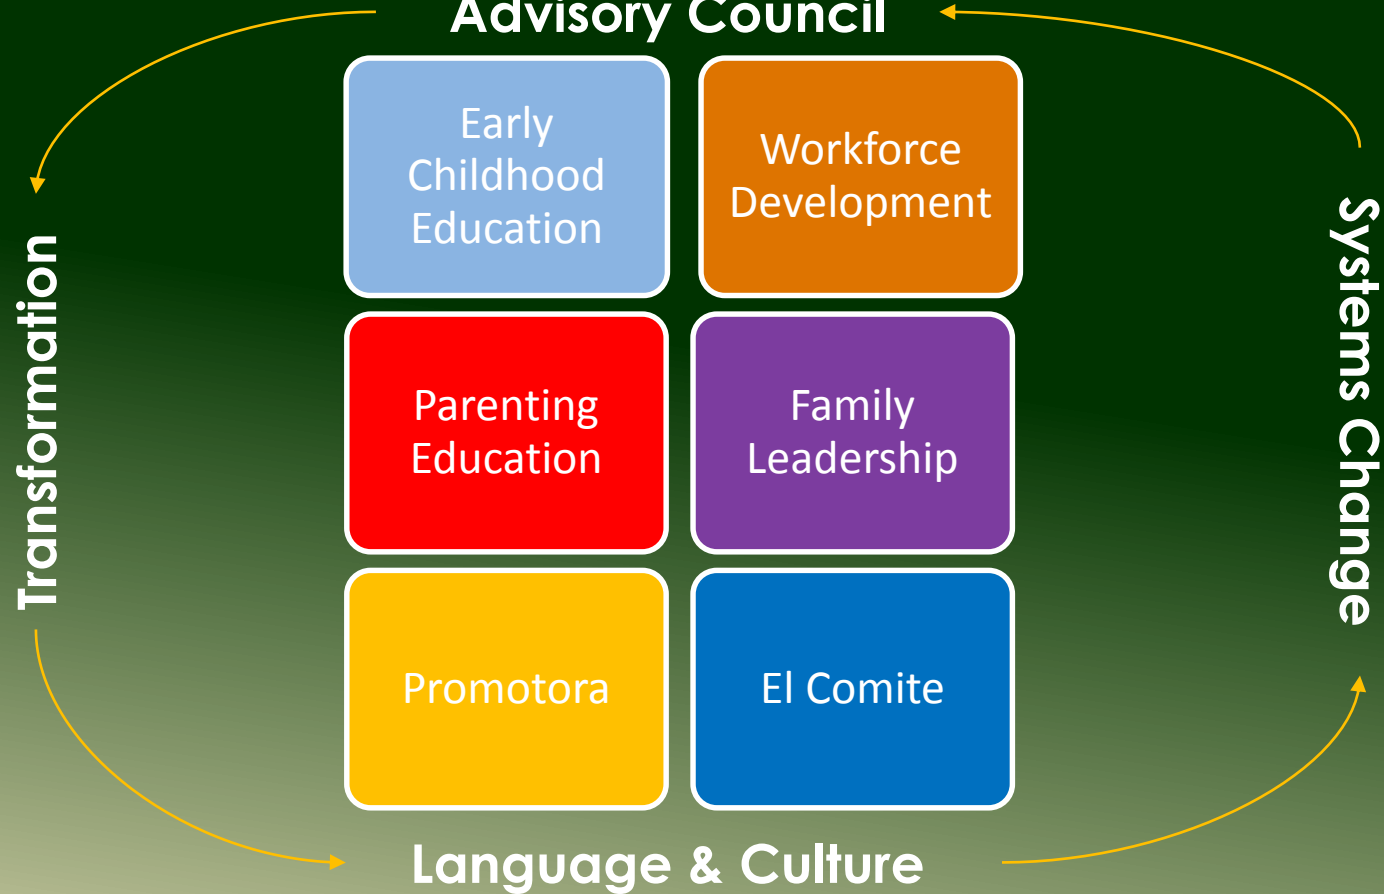 Advisory Council
Early
Childhood
Education
Workforce
Development
Transformation
Systems Change
Parenting
Education
Family
Leadership
Promotora
El Comite
Language & Culture